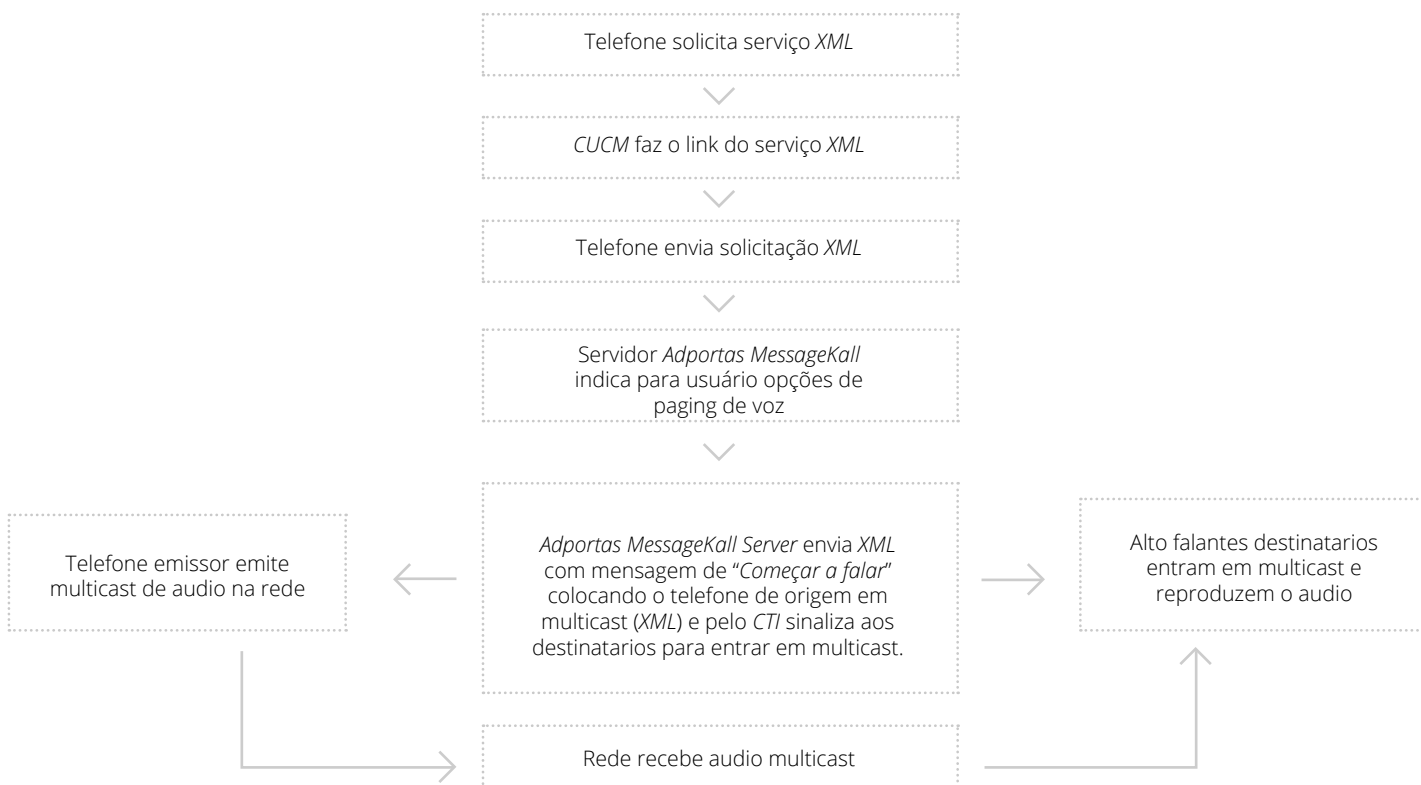 Telefone solicita serviço XML
CUCM faz o link do serviço XML
Telefone envia solicitação XML
Servidor Adportas MessageKall
indica para usuário opções de
paging de voz
Telefone emissor emite
multicast de audio na rede
Adportas MessageKall Server envia XML
com mensagem de “Começar a falar”
colocando o telefone de origem em
multicast (XML) e pelo CTI sinaliza aos
destinatarios para entrar em multicast.
Alto falantes destinatarios
entram em multicast e
reproduzem o audio
Rede recebe audio multicast